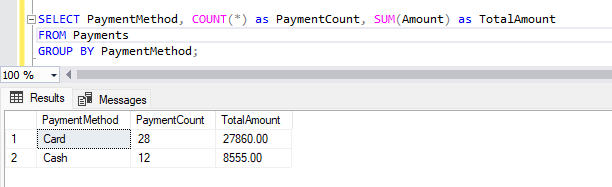 SELECT PaymentMethod, COUNT(*) as PaymentCount, SUM(Amount) as TotalAmount
FROM Payments
GROUP BY PaymentMethod;
100 %
Results Messages
PaymentMethod PaymentCount TotalAmount
1 Card 28 27860.00
2 Cash 12 8555.00